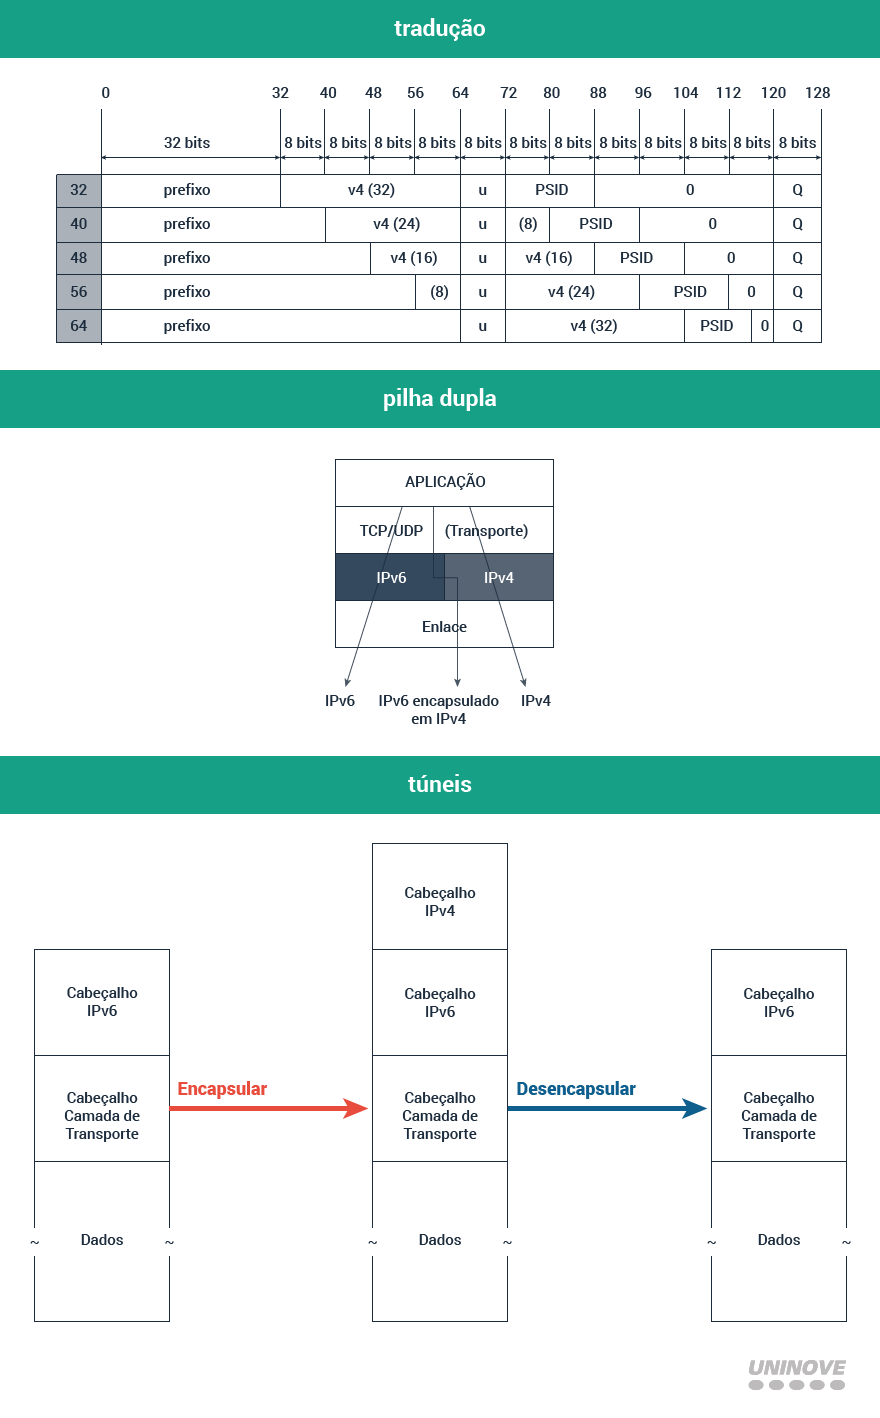 tradução
0 32 40 48 56 64 72 80 88 96 104 112 120 128
32 bits 8 bits 8 bits 8 bits 8 bits 8 bits 8 bits 8 bits 8 bits 8 bits 8 bits 8 bits 8 bits
32 prefixo v4 (32) u PSID 0 Q
40 prefixo v4 (24) u (8) PSID 0 Q
48 prefixo v4 (16) u v4 (16) PSID 0 Q
56 prefixo (8) u v4 (24) PSID 0 Q
64 prefixo u v4 (32) PSID 0 Q
pilha dupla
APLICAÇÃO
TCP/UDP (Transporte)
IPv6 IPv4
Enlace
IPv6 IPv6 encapsulado IPv4
em IPv4
túneis
Cabeçalho
IPv4
Cabeçalho Cabeçalho Cabeçalho
IPv6 IPv6 IPv6
Encapsular Desencapsular
Cabeçalho Cabeçalho Cabeçalho
Camada de Camada de Camada de
Transporte Transporte Transporte
~ Dados ~ ~ Dados ~ ~ Dados ~
UNINOVE